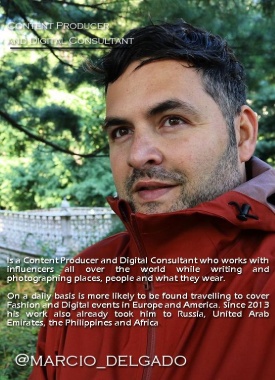 Content Producer
and Digital Consultant
Is a Content Producer and Digital Consultant who works with
influencers all over the world while writing and
photographing places, people and what they wear.
On a daily basis is more likely to be found travelling to cover
Fashion and Digital events in Europe and America. Since 2013
his work also already took him to Russia, United Arab
Emirates, the Philippines and Africa
@MARCIO_DELGADO